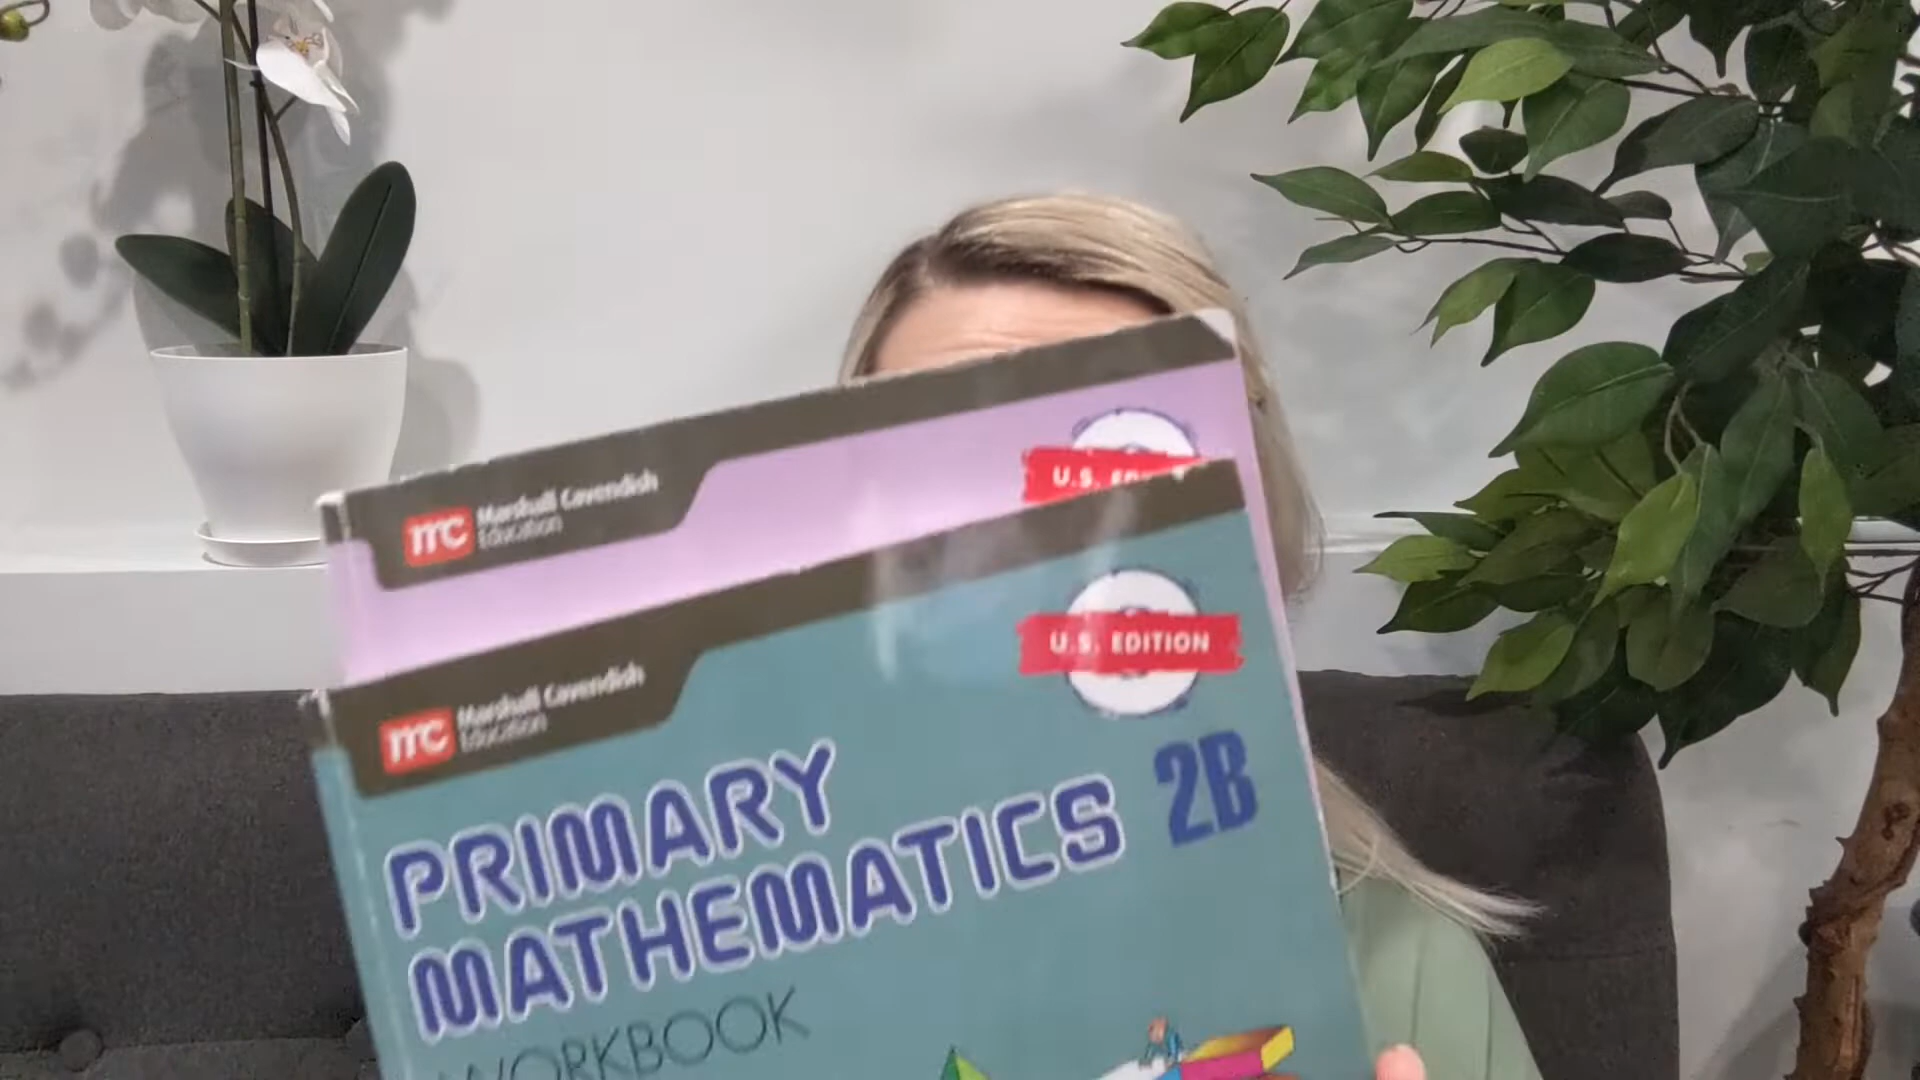 mc Marshall Cavendish
Education
U.S.
mc Marshall Cavendish
Education
U.S. EDITION
PRIMARY
MATHEMATICS 2B
WORKBOOK